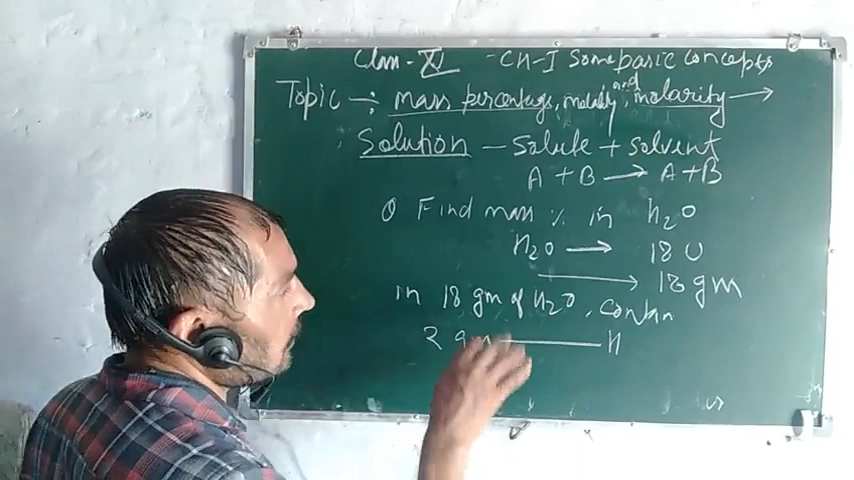 Class - XI - CH-I Some basic concepts
Topic -: mass percentage, molality and molarity →
Solution - Solute + solvent
A + B → A+B
Q Find mass % in H2O
H2O → 18 U
→ 18 gm
in 18 gm of H2O, contain
2 gm — H